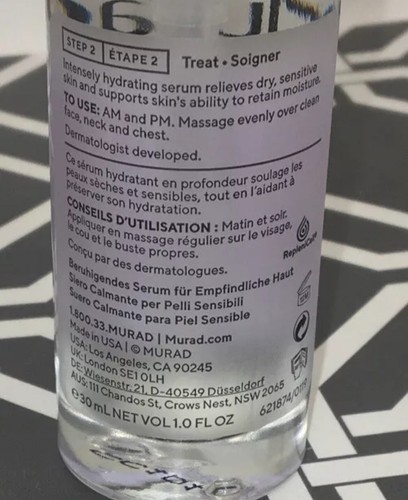 STEP 2 ÉTAPE 2 Treat • Soigner
Intensely hydrating serum relieves dry, sensitive
skin and supports skin's ability to retain moisture.
TO USE: AM and PM. Massage evenly over clean
face, neck and chest.
Dermatologist developed.
Ce sérum hydratant en profondeur soulage les
peaux sèches et sensibles, tout en l'aidant à
préserver son hydratation.
CONSEILS D'UTILISATION : Matin et soir.
Appliquer en massage régulier sur le visage,
le cou et le buste propres.
Conçu par des dermatologues.
Beruhigendes Serum für Empfindliche Haut
Siero Calmante per Pelli Sensibili
Suero Calmante para Piel Sensible
1.800.33.MURAD | Murad.com
Made in USA | © MURAD
USA: Los Angeles, CA 90245
UK: London SE1 0LH
DE: Wiesenstr. 21, D-40549 Düsseldorf
AUS: 111 Chandos St, Crows Nest, NSW 2065
e 30 mL NET VOL 1.0 FL OZ